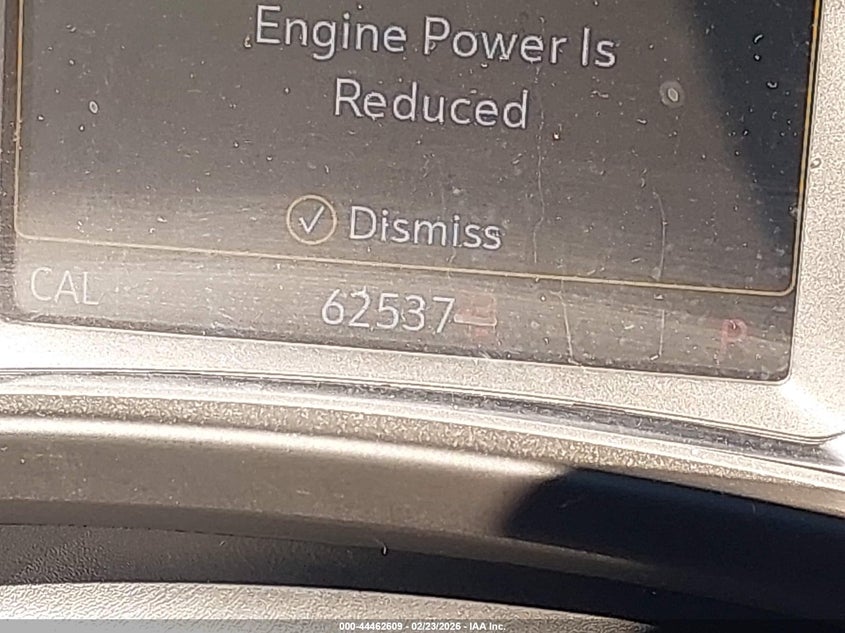 Engine Power Is
Reduced
Dismiss
CAL
62537
P
000-44462609 - 02/23/2026 - IAA Inc.